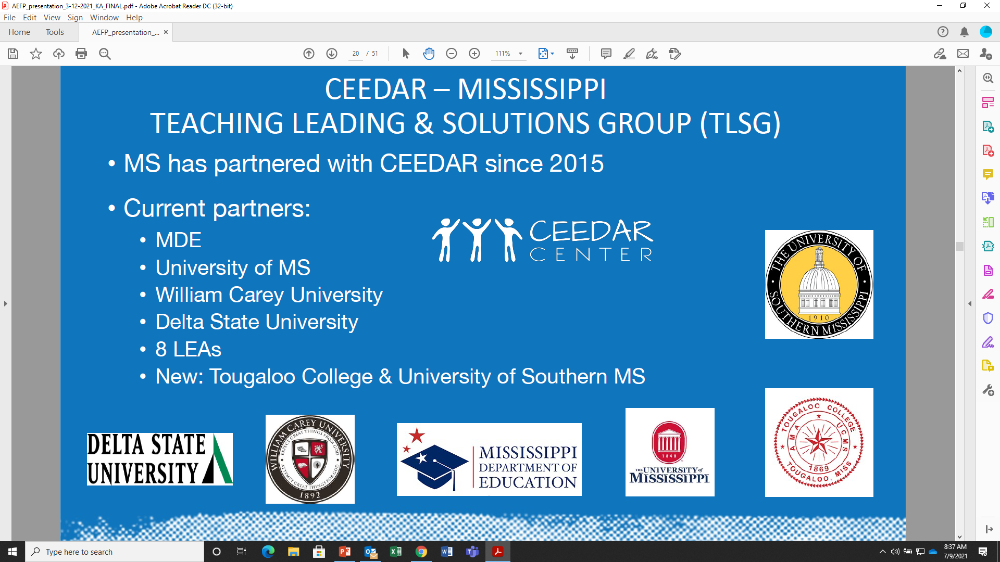 AEFP_presentation_3-12-2021_KA_FINAL.pdf - Adobe Acrobat Reader DC (32-bit)
File Edit View Sign Window Help
Home Tools AEFP_presentation_... ×
20 / 51 111%
CEEDAR – MISSISSIPPI
TEACHING LEADING & SOLUTIONS GROUP (TLSG)
• MS has partnered with CEEDAR since 2015
• Current partners:
• MDE
• University of MS
• William Carey University
• Delta State University
• 8 LEAs
• New: Tougaloo College & University of Southern MS
CEEDAR
CENTER
THE UNIVERSITY OF
SOUTHERN MISSISSIPPI
1910
DELTA STATE
UNIVERSITY
WILLIAM CAREY UNIVERSITY
EXPECT GREAT THINGS FROM GOD
ATTEMPT GREAT THINGS FOR GOD
1892
MISSISSIPPI
DEPARTMENT OF
EDUCATION
1848
THE UNIVERSITY of
MISSISSIPPI
TOUGALOO COLLEGE
AMA UCMS
1869
TOUGALOO, MISS
Type here to search
8:37 AM
7/9/2021